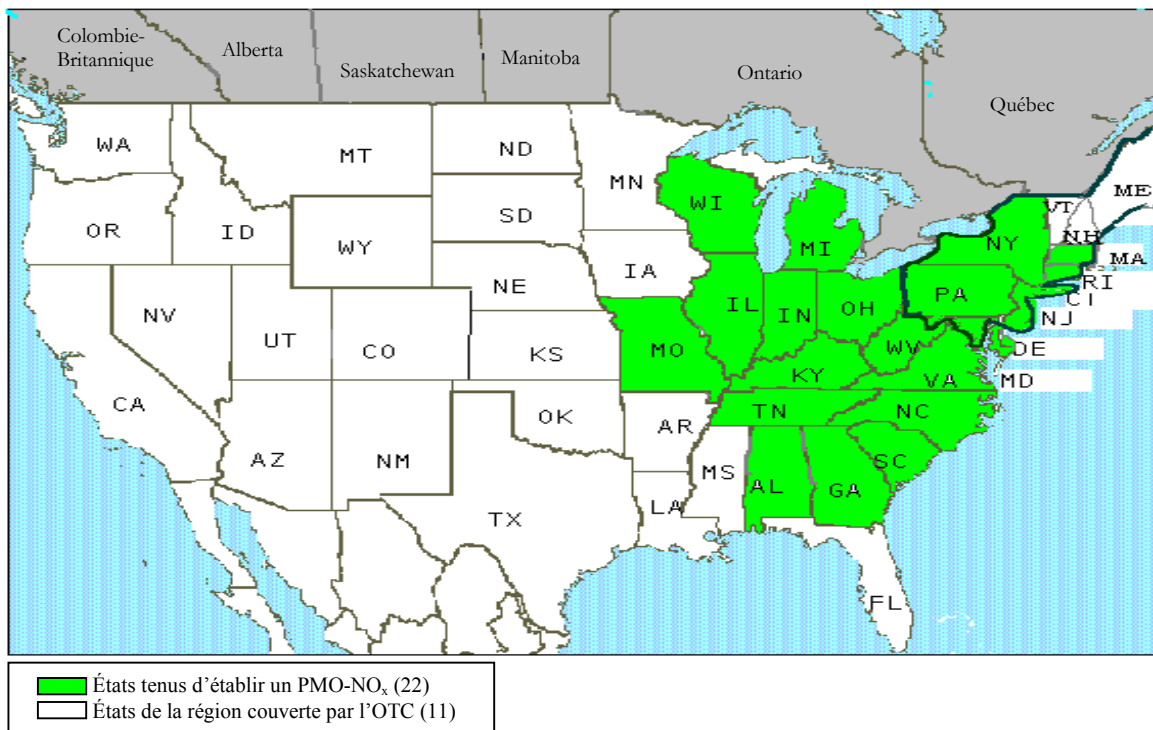 Colombie-
Britannique
Alberta
Saskatchewan
Manitoba
Ontario
Québec
WA
MT
ND
MN
ME
VT
OR
ID
SD
WI
WY
MI
NY
NH
MA
IA
RI
NE
PA
CI
NV
IL
IN
OH
NJ
UT
CO
KS
MO
WV
DE
KY
VA
MD
CA
OK
TN
NC
AR
AZ
NM
MS
SC
AL
GA
LA
TX
FL
États tenus d’établir un PMO-NOₓ (22)
États de la région couverte par l’OTC (11)